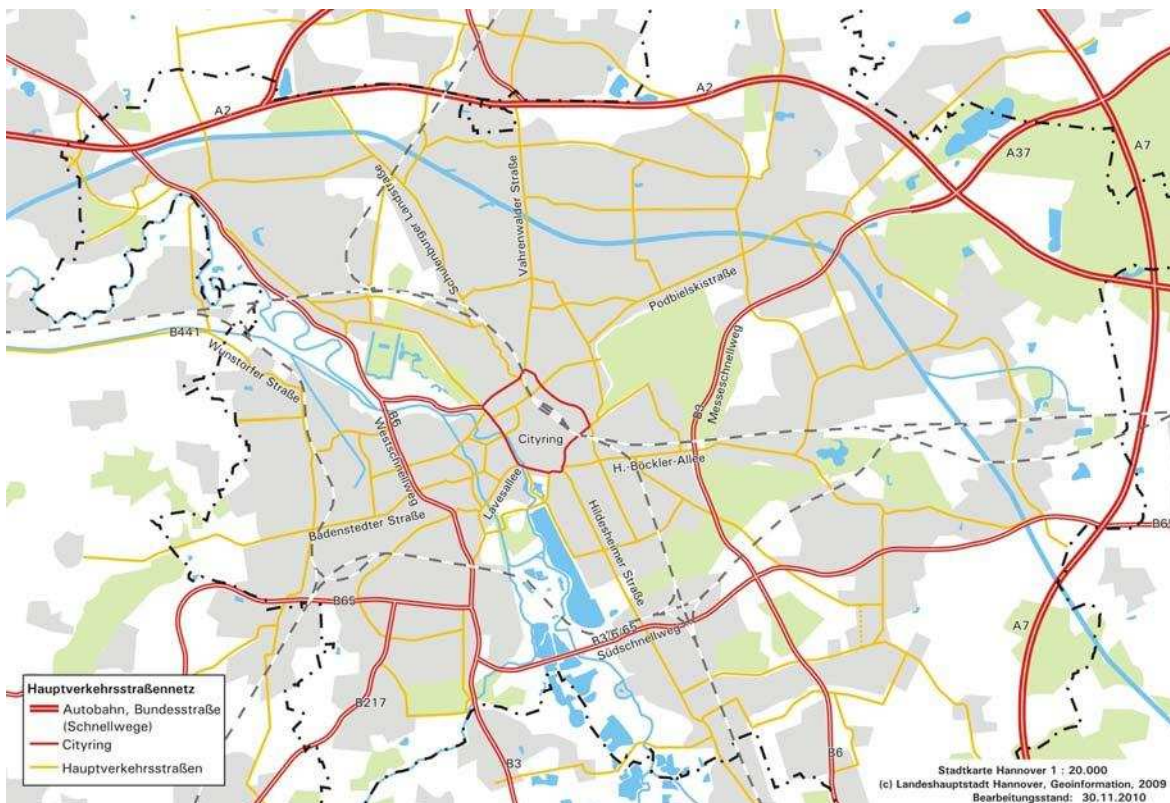 A2
A2
A37
A7
Schulenburger Landstraße
Vahrenwalder Straße
Podbielskistraße
B441
Wunstorfer Straße
Messeschnellweg
B3
B6
Westschnellweg
Cityring
H.-Böckler-Allee
Lavesallee
Badenstedter Straße
Hildesheimer Straße
B65
B65
B3/6/65
Südschnellweg
A7
B217
B3
B6
Hauptverkehrsstraßennetz
Autobahn, Bundesstraße
(Schnellwege)
Cityring
Hauptverkehrsstraßen
Stadtkarte Hannover 1 : 20.000
(c) Landeshauptstadt Hannover, Geoinformation, 2009
Bearbeitungsstand: 30.11.2010